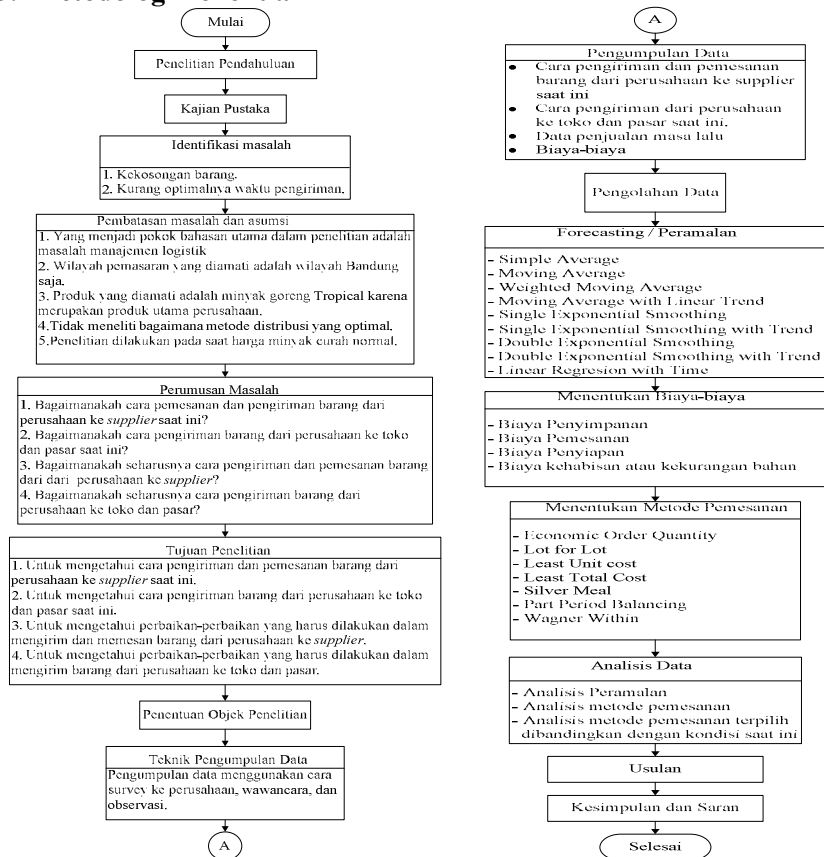 Mulai
Penelitian Pendahuluan
Kajian Pustaka
Identifikasi masalah
1. Kekosongan barang.
2. Kurang optimalnya waktu pengiriman.
Pembatasan masalah dan asumsi
1. Yang menjadi pokok bahasan utama dalam penelitian adalah
masalah manajemen logistik
2. Wilayah pemasaran yang diamati adalah wilayah Bandung
saja.
3. Produk yang diamati adalah minyak goreng Tropical karena
merupakan produk utama perusahaan.
4.Tidak meneliti bagaimana metode distribusi yang optimal.
5.Penelitian dilakukan pada saat harga minyak curah normal.
Perumusan Masalah
1. Bagaimanakah cara pemesanan dan pengiriman barang dari
perusahaan ke supplier saat ini?
2. Bagaimanakah cara pengiriman barang dari perusahaan ke toko
dan pasar saat ini?
3. Bagaimanakah seharusnya cara pengiriman dan pemesanan barang
dari dari perusahaan ke supplier?
4. Bagaimanakah seharusnya cara pengiriman barang dari
perusahaan ke toko dan pasar?
Tujuan Penelitian
1. Untuk mengetahui cara pengiriman dan pemesanan barang dari
perusahaan ke supplier saat ini.
2. Untuk mengetahui cara pengiriman barang dari perusahaan ke toko
dan pasar saat ini.
3. Untuk mengetahui perbaikan-perbaikan yang harus dilakukan dalam
mengirim dan memesan barang dari perusahaan ke supplier.
4. Untuk mengetahui perbaikan-perbaikan yang harus dilakukan dalam
mengirim barang dari perusahaan ke toko dan pasar.
Penentuan Objek Penelitian
Teknik Pengumpulan Data
Pengumpulan data menggunakan cara
survey ke perusahaan, wawancara, dan
observasi.
A
A
Pengumpulan Data
• Cara pengiriman dan pemesanan
barang dari perusahaan ke supplier
saat ini
• Cara pengiriman dari perusahaan
ke toko dan pasar saat ini.
• Data penjualan masa lalu
• Biaya-biaya
Pengolahan Data
Forecasting / Peramalan
- Simple Average
- Moving Average
- Weighted Moving Average
- Moving Average with Linear Trend
- Single Exponential Smoothing
- Single Exponential Smoothing with Trend
- Double Exponential Smoothing
- Double Exponential Smoothing with Trend
- Linear Regresion with Time
Menentukan Biaya-biaya
- Biaya Penyimpanan
- Biaya Pemesanan
- Biaya Penyiapan
- Biaya kehabisan atau kekurangan bahan
Menentukan Metode Pemesanan
- Economic Order Quantity
- Lot for Lot
- Least Unit cost
- Least Total Cost
- Silver Meal
- Part Period Balancing
- Wagner Within
Analisis Data
- Analisis Peramalan
- Analisis metode pemesanan
- Analisis metode pemesanan terpilih
dibandingkan dengan kondisi saat ini
Usulan
Kesimpulan dan Saran
Selesai